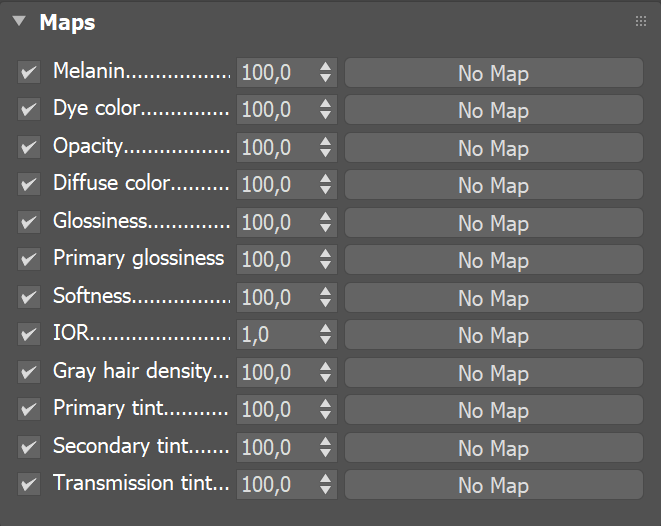 Maps
Melanin................... 100,0 No Map
Dye color................ 100,0 No Map
Opacity................... 100,0 No Map
Diffuse color........... 100,0 No Map
Glossiness............... 100,0 No Map
Primary glossiness 100,0 No Map
Softness................. 100,0 No Map
IOR......................... 1,0 No Map
Gray hair density... 100,0 No Map
Primary tint............ 100,0 No Map
Secondary tint....... 100,0 No Map
Transmission tint... 100,0 No Map